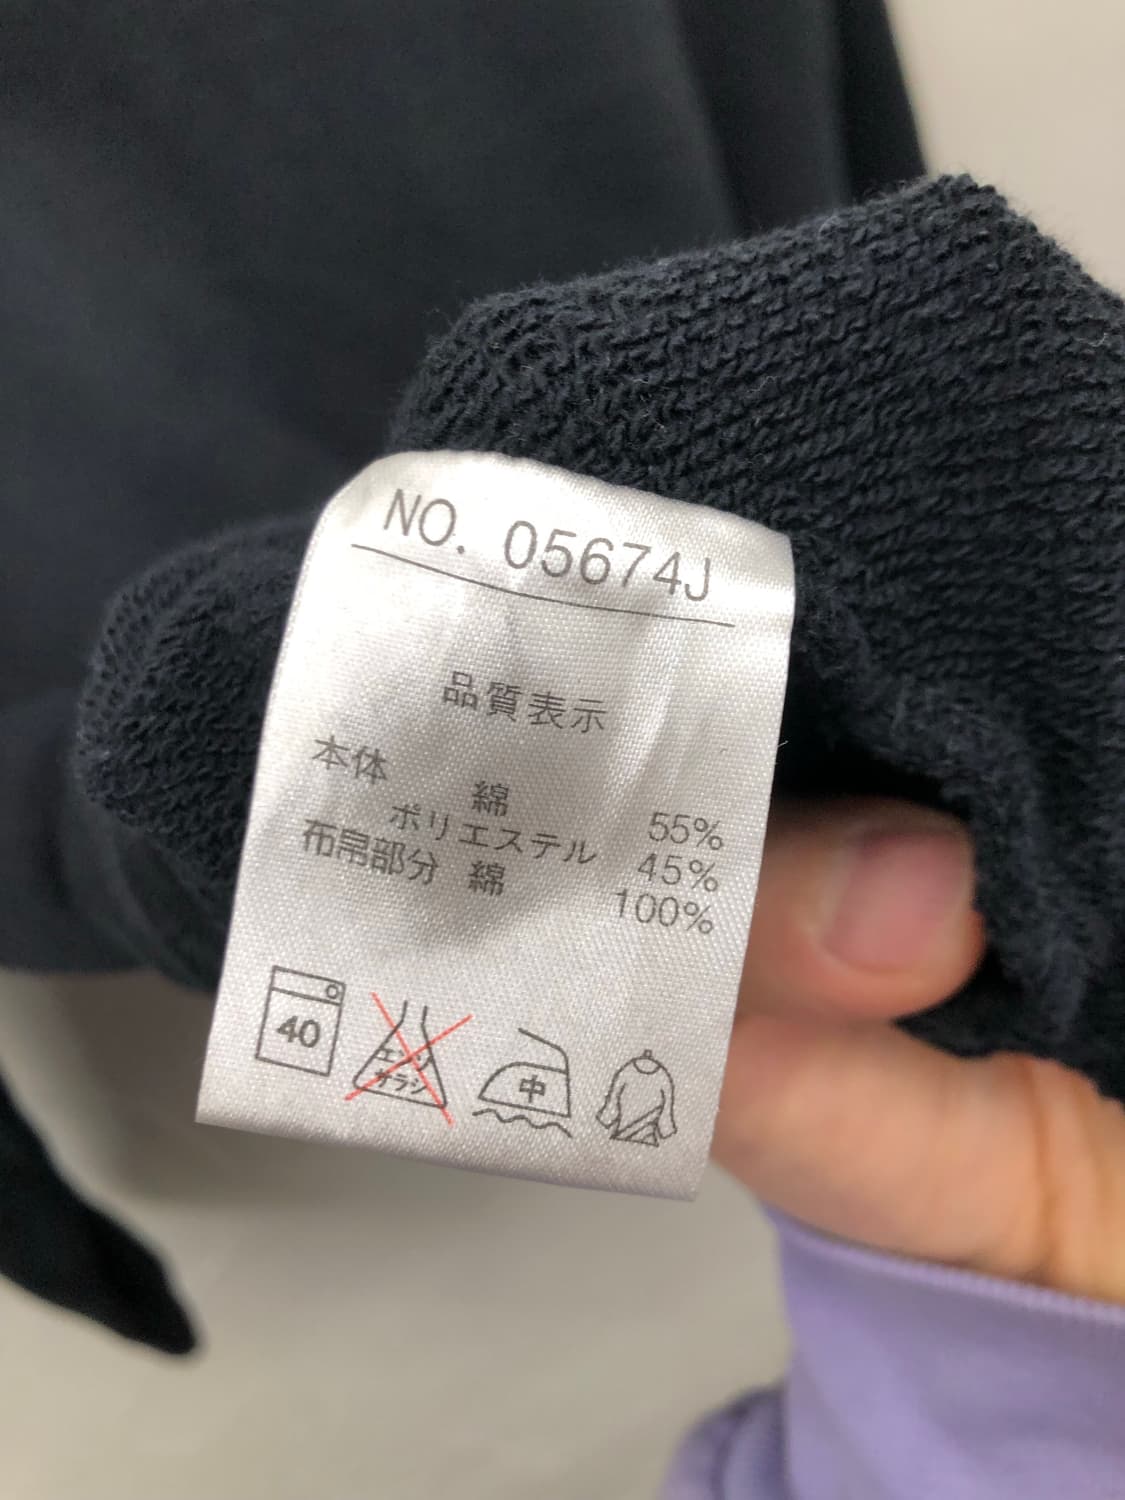 NO. 05674J
品質表示
本体
綿 55%
ポリエステル 45%
布帛部分 綿 100%
40
エンソ
サラシ
中